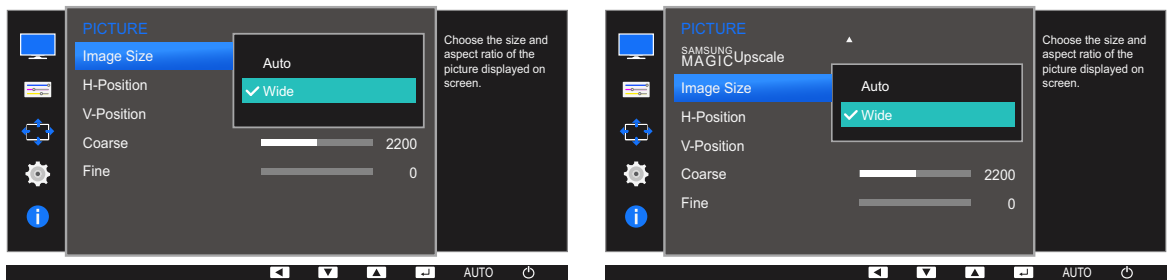 PICTURE
Image Size
H-Position
V-Position
Coarse
Fine
Auto
Wide
2200
0
Choose the size and
aspect ratio of the
picture displayed on
screen.
AUTO
PICTURE
SAMSUNG
MAGICUpscale
Image Size
H-Position
V-Position
Coarse
Fine
Auto
Wide
2200
0
Choose the size and
aspect ratio of the
picture displayed on
screen.
AUTO